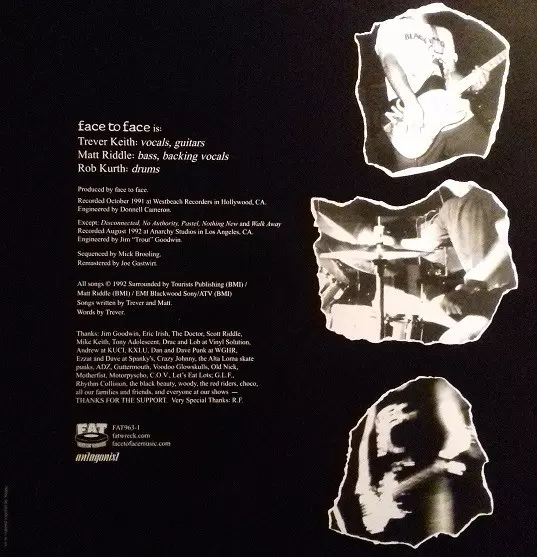 face to face is:
Trever Keith: vocals, guitars
Matt Riddle: bass, backing vocals
Rob Kurth: drums
Produced by face to face.
Recorded October 1991 at Westbeach Recorders in Hollywood, CA.
Engineered by Donnell Cameron.
Except: Disconnected, No Authority, Pastel, Nothing New and Walk Away
Recorded August 1992 at Anarchy Studios in Los Angeles, CA.
Engineered by Jim "Trout" Goodwin.
Sequenced by Mick Brooling.
Remastered by Joe Gastwirt.
All songs © 1992 Surrounded by Tourists Publishing (BMI) /
Matt Riddle (BMI) / EMI Blackwood Sony/ATV (BMI)
Songs written by Trever and Matt.
Words by Trever.
Thanks: Jim Goodwin, Eric Irish, The Doctor, Scott Riddle,
Mike Keith, Tony Adolescent, Drac and Lob at Vinyl Solution,
Andrew at KUCI, KXLU, Dan and Dave Punk at WGHR,
Ezzat and Dave at Spanky's, Crazy Johnny, the Alta Loma skate
punks, ADZ, Guttermouth, Voodoo Glowskulls, Old Nick,
Motherfist, Motorpsycho, C.O.V., Let's Eat Lots; G.L.F.,
Rhythm Collision, the black beauty, woody, the red riders, choco,
all our families and friends, and everyone at our shows —
THANKS FOR THE SUPPORT. Very Special Thanks: R.F.
FAT
FAT963-1
fatwreck.com
facetofacemusic.com
antagonist